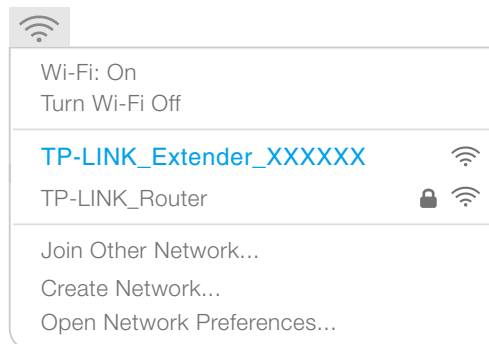 Wi-Fi: On
Turn Wi-Fi Off
TP-LINK_Extender_XXXXXX
TP-LINK_Router
Join Other Network...
Create Network...
Open Network Preferences...